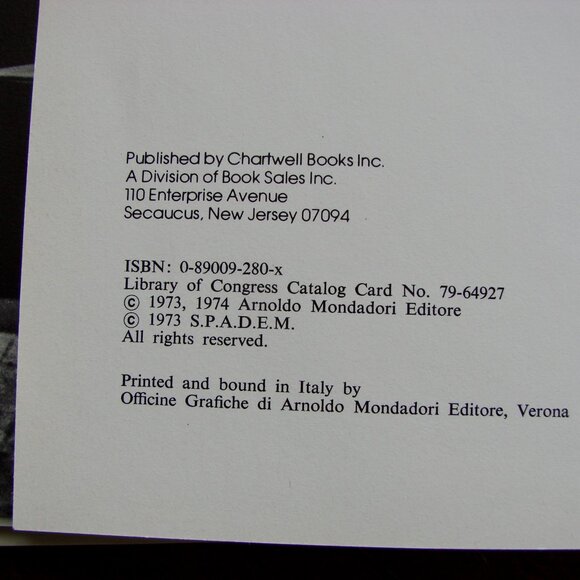 Published by Chartwell Books Inc.
A Division of Book Sales Inc.
110 Enterprise Avenue
Secaucus, New Jersey 07094
ISBN: 0-89009-280-x
Library of Congress Catalog Card No. 79-64927
© 1973, 1974 Arnoldo Mondadori Editore
© 1973 S.P.A.D.E.M.
All rights reserved.
Printed and bound in Italy by
Officine Grafiche di Arnoldo Mondadori Editore, Verona